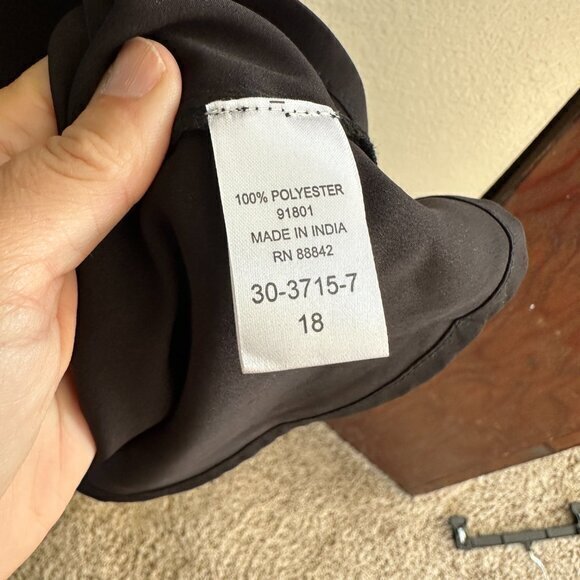 100% POLYESTER
91801
MADE IN INDIA
RN 88842
30-3715-7
18